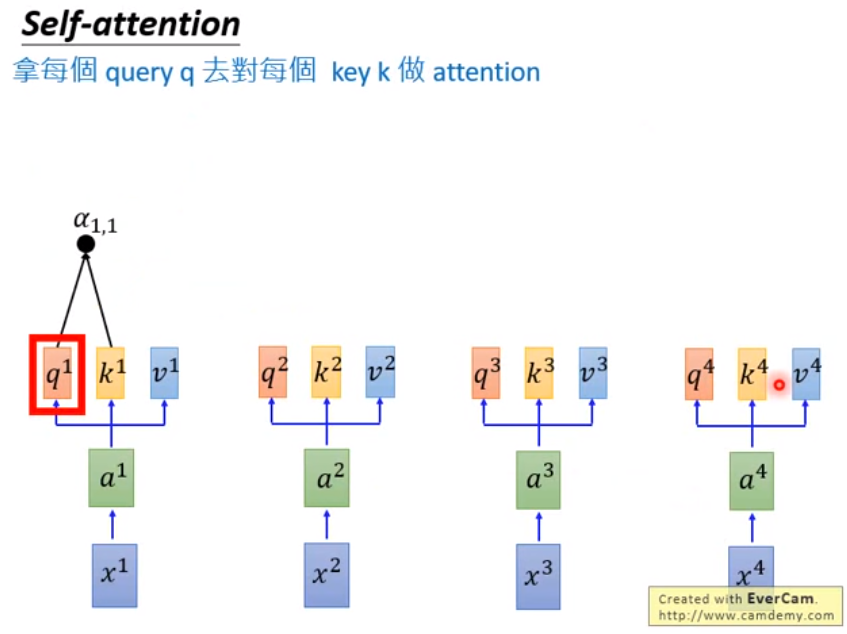 Self-attention
拿每個 query q 去對每個 key k 做 attention
α₁,₁
q¹ k¹ v¹ q² k² v² q³ k³ v³ q⁴ k⁴ v⁴
a¹ a² a³ a⁴
x¹ x² x³ x⁴
Created with EverCam.
http://www.camdemy.com